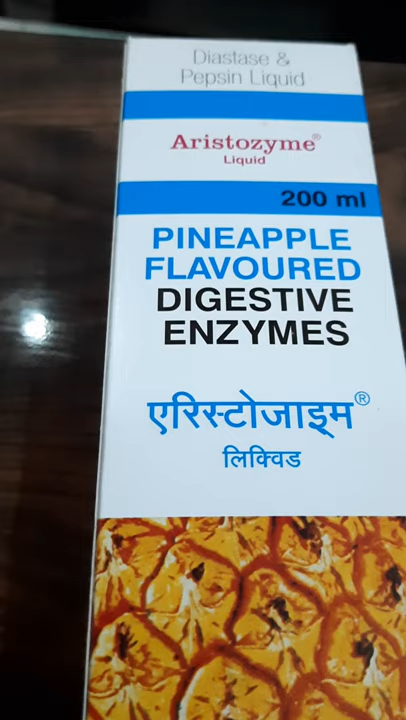 Diastase &
Pepsin Liquid
Aristozyme®
Liquid
200 ml
PINEAPPLE
FLAVOURED
DIGESTIVE
ENZYMES
एरिस्टोजाइम®
लिक्विड